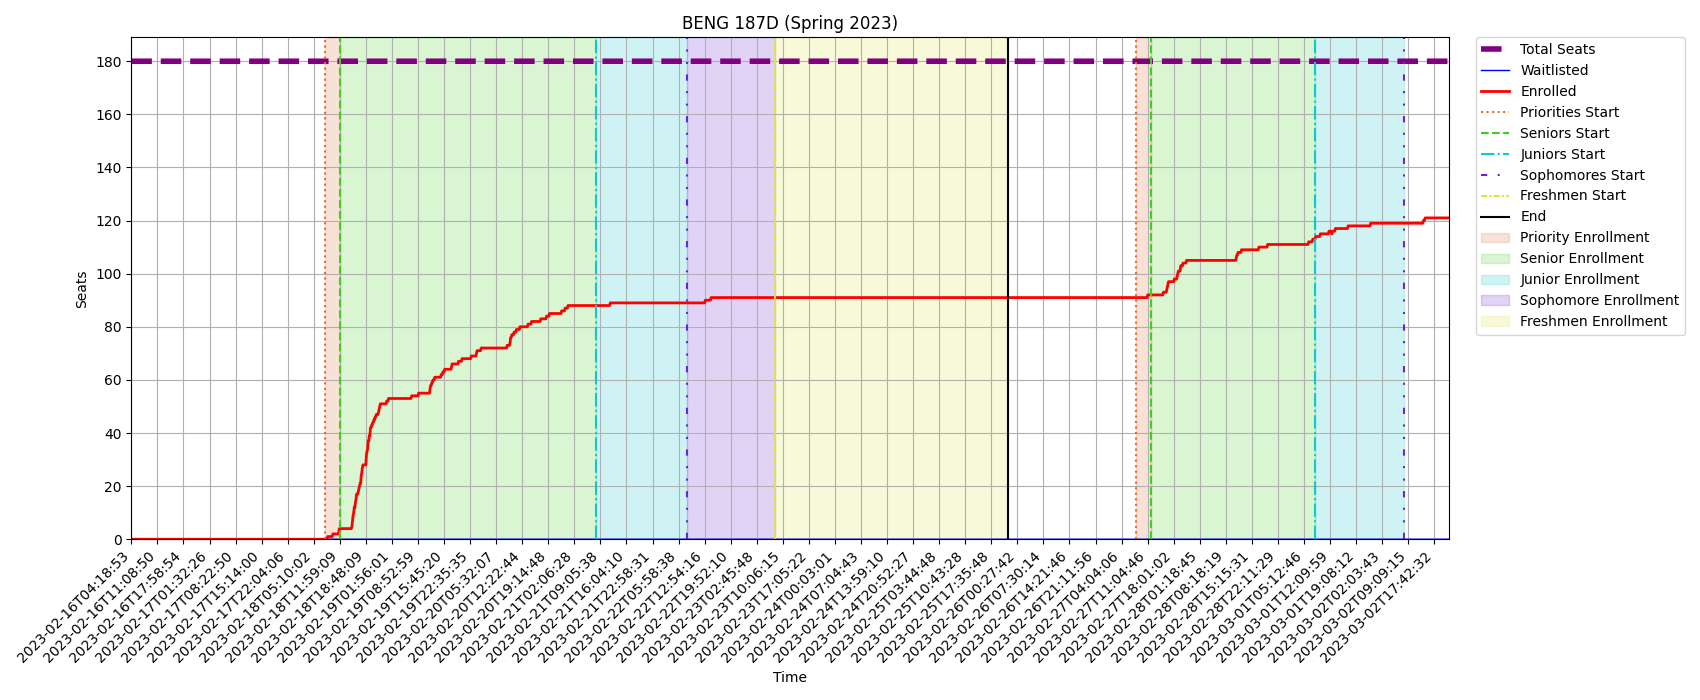 BENG 187D (Spring 2023)
Seats
180
160
140
120
100
80
60
40
20
0
2023-02-16T04:18:53
2023-02-16T11:08:50
2023-02-16T17:58:54
2023-02-17T01:32:26
2023-02-17T08:22:50
2023-02-17T15:14:00
2023-02-17T22:04:06
2023-02-18T05:10:02
2023-02-18T11:59:09
2023-02-18T18:48:09
2023-02-19T01:56:01
2023-02-19T08:52:59
2023-02-19T15:45:20
2023-02-19T22:35:35
2023-02-20T05:32:07
2023-02-20T12:22:44
2023-02-20T19:14:48
2023-02-21T02:06:28
2023-02-21T09:05:38
2023-02-21T16:04:10
2023-02-21T22:58:31
2023-02-22T05:58:38
2023-02-22T12:54:16
2023-02-22T19:52:10
2023-02-23T02:45:48
2023-02-23T10:06:15
2023-02-23T17:05:22
2023-02-24T00:03:01
2023-02-24T07:04:43
2023-02-24T13:59:10
2023-02-24T20:52:27
2023-02-25T03:44:48
2023-02-25T10:43:28
2023-02-25T17:35:48
2023-02-26T00:27:42
2023-02-26T07:30:14
2023-02-26T14:21:46
2023-02-26T21:11:56
2023-02-27T04:04:06
2023-02-27T11:04:46
2023-02-27T18:01:02
2023-02-28T01:18:45
2023-02-28T08:18:19
2023-02-28T15:15:31
2023-02-28T22:11:29
2023-03-01T05:12:46
2023-03-01T12:09:59
2023-03-01T19:08:12
2023-03-02T02:03:43
2023-03-02T09:09:15
2023-03-02T17:42:32
Time
Total Seats
Waitlisted
Enrolled
Priorities Start
Seniors Start
Juniors Start
Sophomores Start
Freshmen Start
End
Priority Enrollment
Senior Enrollment
Junior Enrollment
Sophomore Enrollment
Freshmen Enrollment